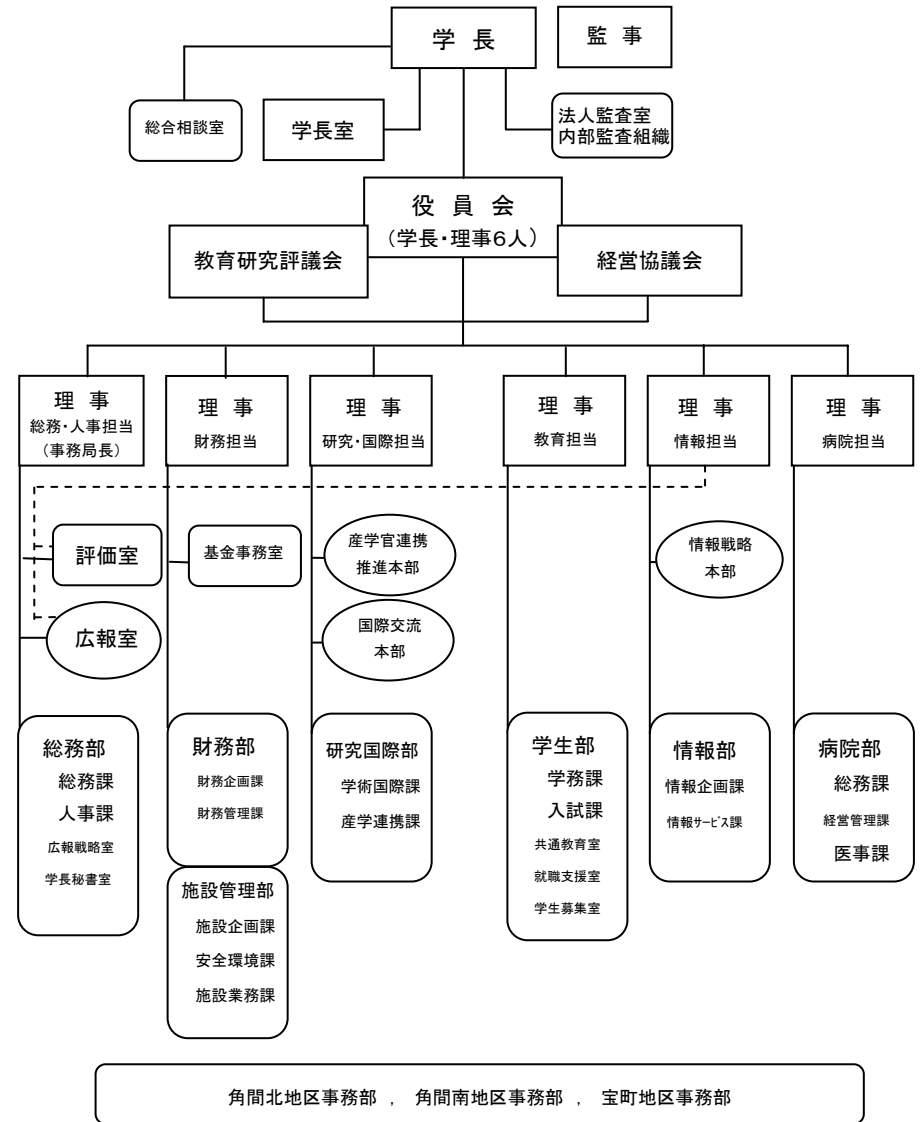 学 長
監 事
総合相談室
学長室
法人監査室
内部監査組織
役 員 会
(学長・理事6人)
教育研究評議会
経営協議会
理 事
総務・人事担当
(事務局長)
理 事
財務担当
理 事
研究・国際担当
理 事
教育担当
理 事
情報担当
理 事
病院担当
評価室
基金事務室
産学官連携
推進本部
情報戦略
本部
広報室
国際交流
本部
総務部
総務課
人事課
広報戦略室
学長秘書室
財務部
財務企画課
財務管理課
施設管理部
施設企画課
安全環境課
施設業務課
研究国際部
学術国際課
産学連携課
学生部
学務課
入試課
共通教育室
就職支援室
学生募集室
情報部
情報企画課
情報サービス課
病院部
総務課
経営管理課
医事課
角間北地区事務部 , 角間南地区事務部 , 宝町地区事務部